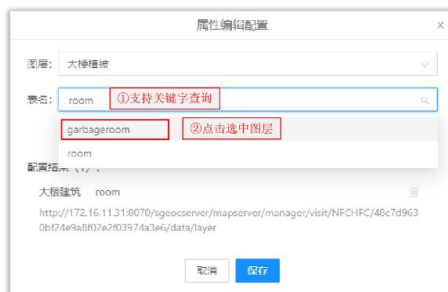 属性编辑配置
×
图层: 大楼植被
表名: room ①支持关键字查询
garbageroom ②点击选中图层
room
配置结果 (1) :
大楼建筑 room
http://172.16.11.31:8070/sgeocserver/mapserver/manager/visit/NFCHFC/48c7d963
0bf24e9a8f02e2f03974a3e6/data/layer
取消 保存